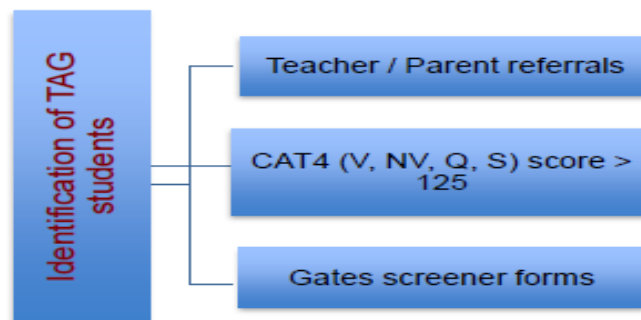 Identification of TAG
students
Teacher / Parent referrals
CAT4 (V, NV, Q, S) score >
125
Gates screener forms